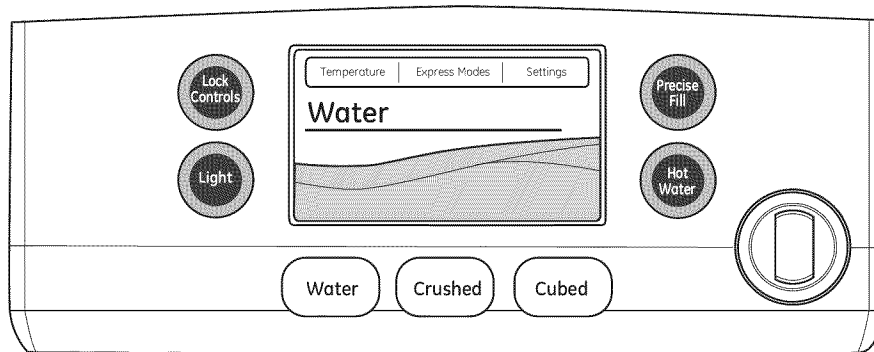 Temperature Express Modes Settings
Lock
Controls
Precise
Fill
Water
Light
Hot
Water
Water Crushed Cubed